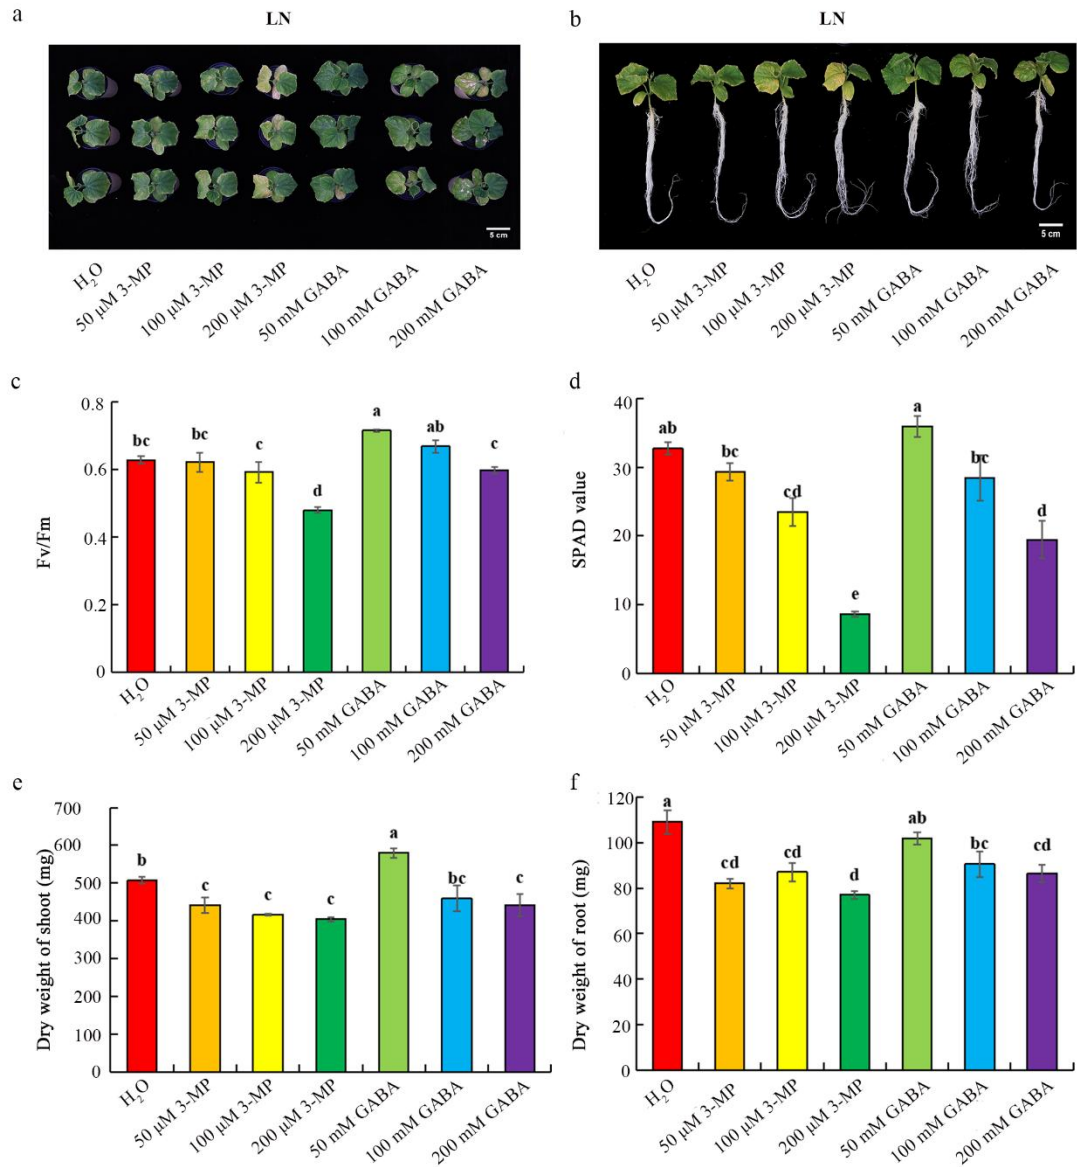 a
LN
5 cm
H₂O
50 μM 3-MP
100 μM 3-MP
200 μM 3-MP
50 mM GABA
100 mM GABA
200 mM GABA
b
LN
5 cm
H₂O
50 μM 3-MP
100 μM 3-MP
200 μM 3-MP
50 mM GABA
100 mM GABA
200 mM GABA
c
Fv/Fm
0.8
0.6
0.4
0.2
0
bc
bc
c
d
a
ab
c
H₂O
50 μM 3-MP
100 μM 3-MP
200 μM 3-MP
50 mM GABA
100 mM GABA
200 mM GABA
d
SPAD value
40
30
20
10
0
ab
bc
cd
e
a
bc
d
H₂O
50 μM 3-MP
100 μM 3-MP
200 μM 3-MP
50 mM GABA
100 mM GABA
200 mM GABA
e
Dry weight of shoot (mg)
700
600
500
400
300
200
100
0
b
c
c
c
a
bc
c
H₂O
50 μM 3-MP
100 μM 3-MP
200 μM 3-MP
50 mM GABA
100 mM GABA
200 mM GABA
f
Dry weight of root (mg)
120
100
80
60
40
20
0
a
cd
cd
d
ab
bc
cd
H₂O
50 μM 3-MP
100 μM 3-MP
200 μM 3-MP
50 mM GABA
100 mM GABA
200 mM GABA